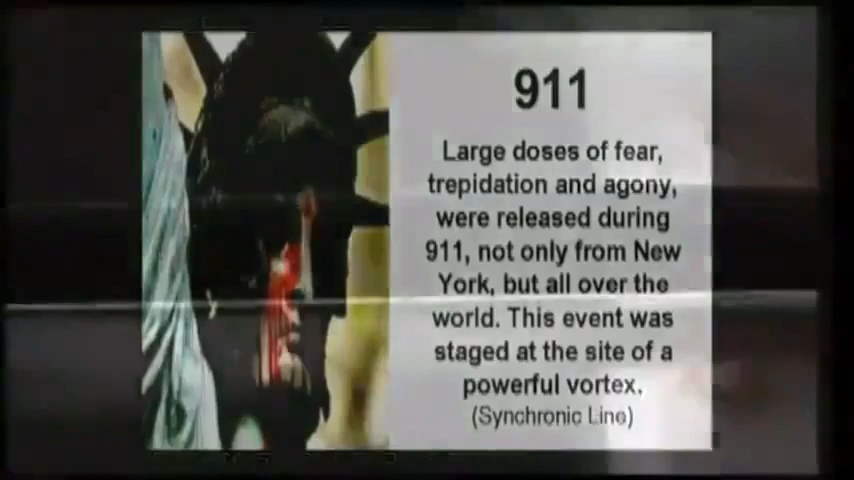 911
Large doses of fear,
trepidation and agony,
were released during
911, not only from New
York, but all over the
world. This event was
staged at the site of a
powerful vortex.
(Synchronic Line)